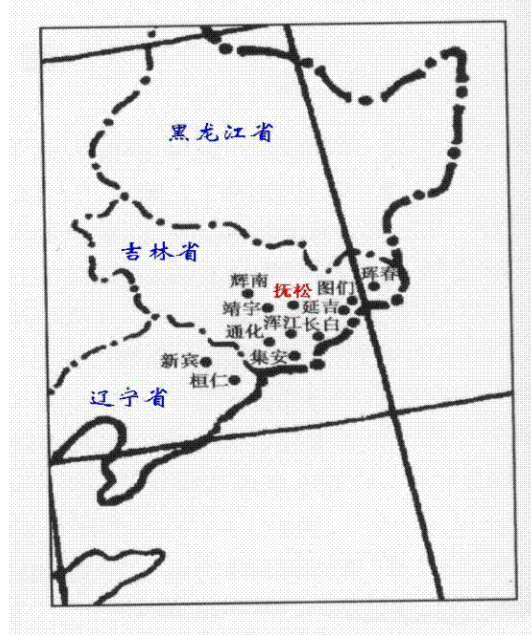 黑龙江省
吉林省
辉南 抚松 图们 珲春
靖宇 延吉
通化 浑江 长白
新宾 集安
桓仁
辽宁省